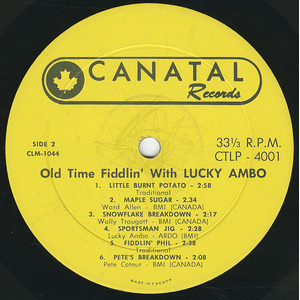 CANATAL
Records
SIDE 2
CLM-1044
33⅓ R.P.M.
CTLP - 4001
Old Time Fiddlin' With LUCKY AMBO
1. LITTLE BURNT POTATO - 2:58
Traditional
2. MAPLE SUGAR - 2.34
Ward Allen - BMI (CANADA)
3. SNOWFLAKE BREAKDOWN - 2:17
Wally Traugott - BMI (CANADA)
4. SPORTSMAN JIG - 2:28
Lucky Ambo - ARDO (BMI)
5. FIDDLIN' PHIL - 2:38
Traditional
6. PETE'S BREAKDOWN - 2:08
Pete Coteur - BMI (CANADA)
MADE IN CANADA